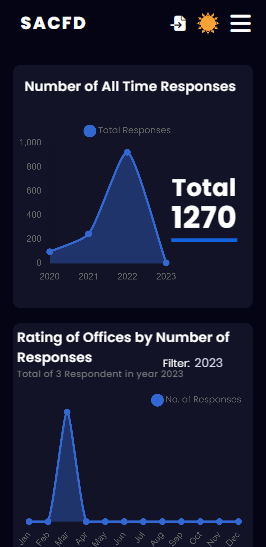 SACFD
Number of All Time Responses
Total Responses
1,000
800
600
400
200
0
2020 2021 2022 2023
Total
1270
Rating of Offices by Number of
Responses
Filter: 2023
Total of 3 Respondent in year 2023
No. of Responses
Jan Feb Mar Apr May Jun Jul Aug Sep Oct Nov Dec